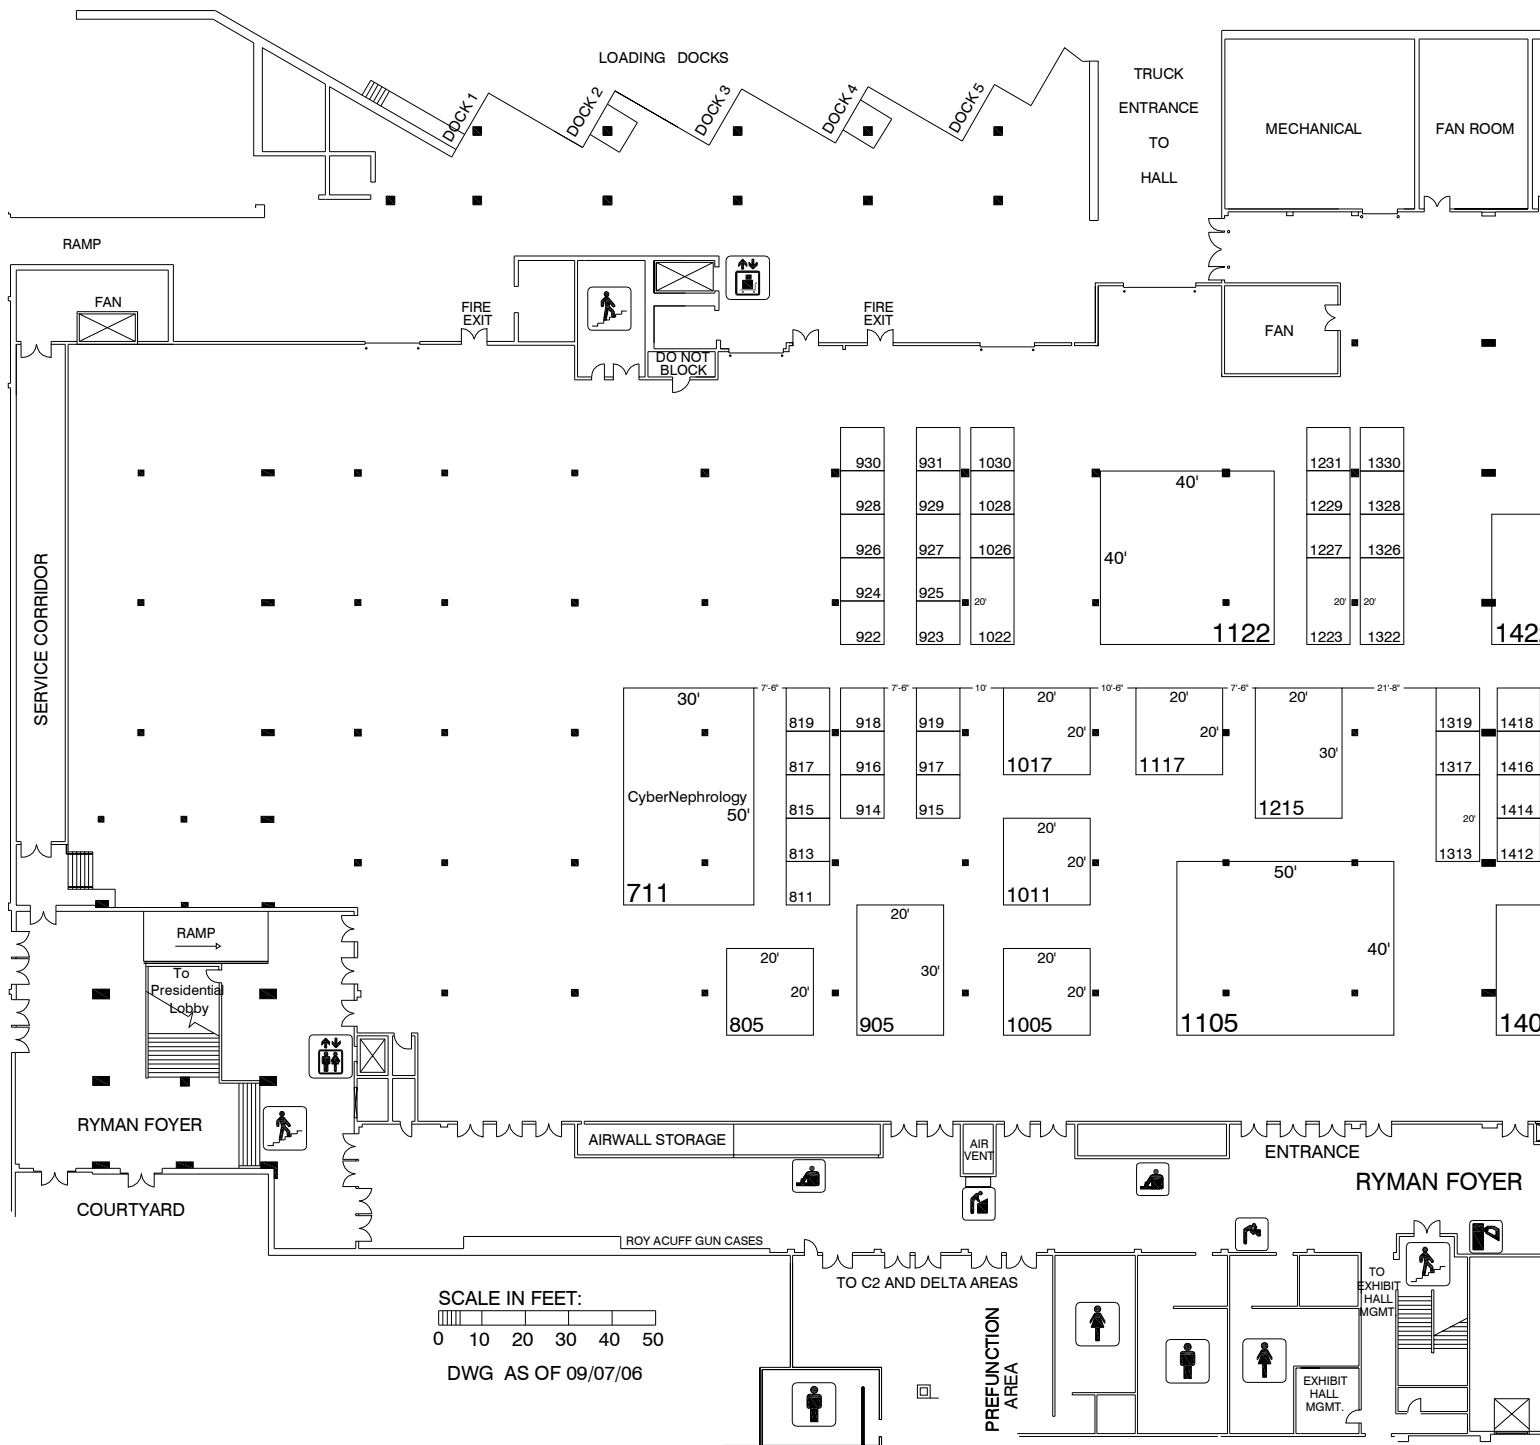 LOADING DOCKS
DOCK 1
DOCK 2
DOCK 3
DOCK 4
DOCK 5
TRUCK
ENTRANCE
TO
HALL
MECHANICAL
FAN ROOM
RAMP
FAN
FIRE
EXIT
DO NOT
BLOCK
FIRE
EXIT
FAN
SERVICE CORRIDOR
930
931
1030
1231
1330
928
929
1028
1229
1328
926
927
1026
1227
1326
924
925
20'
20'
20'
922
923
1022
1223
1322
40'
40'
1122
142
30'
7'-6"
7'-6"
10'
20'
10'-6"
20'
7'-6"
20'
21'-8"
819
918
919
20'
20'
1319
1418
817
916
917
1017
1117
30'
1317
1416
CyberNephrology
50'
815
914
915
1215
20'
1414
813
20'
20'
1313
1412
711
811
1011
50'
40'
1105
140
20'
20'
805
20'
30'
905
20'
20'
1005
RAMP
To
Presidential
Lobby
RYMAN FOYER
COURTYARD
AIRWALL STORAGE
AIR
VENT
ENTRANCE
RYMAN FOYER
ROY ACUFF GUN CASES
TO C2 AND DELTA AREAS
TO
EXHIBIT
HALL
MGMT.
PREFUNCTION
AREA
EXHIBIT
HALL
MGMT.
SCALE IN FEET:
0 10 20 30 40 50
DWG AS OF 09/07/06